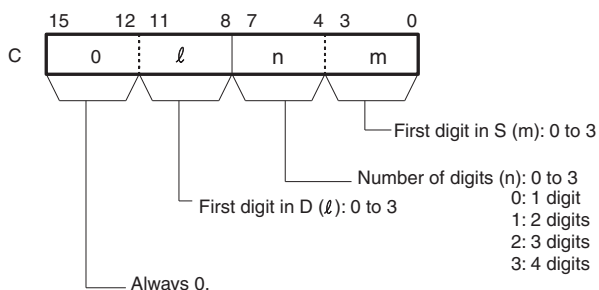 15 12 11 8 7 4 3 0
C 0 ℓ n m
First digit in S (m): 0 to 3
Number of digits (n): 0 to 3
0: 1 digit
1: 2 digits
2: 3 digits
3: 4 digits
First digit in D (ℓ): 0 to 3
Always 0.